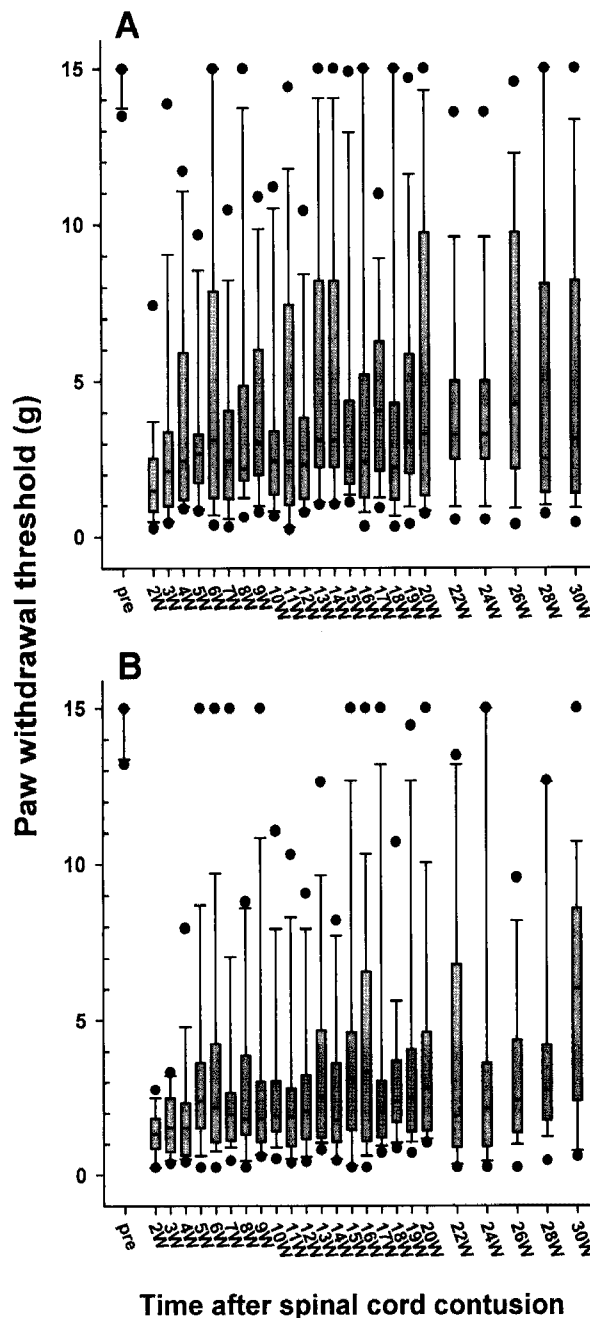 A
15
10
5
0
pre 2W 3W 4W 5W 6W 7W 8W 9W 10W 11W 12W 13W 14W 15W 16W 17W 18W 19W 20W 22W 24W 26W 28W 30W
Paw withdrawal threshold (g)
B
15
10
5
0
pre 2W 3W 4W 5W 6W 7W 8W 9W 10W 11W 12W 13W 14W 15W 16W 17W 18W 19W 20W 22W 24W 26W 28W 30W
Time after spinal cord contusion